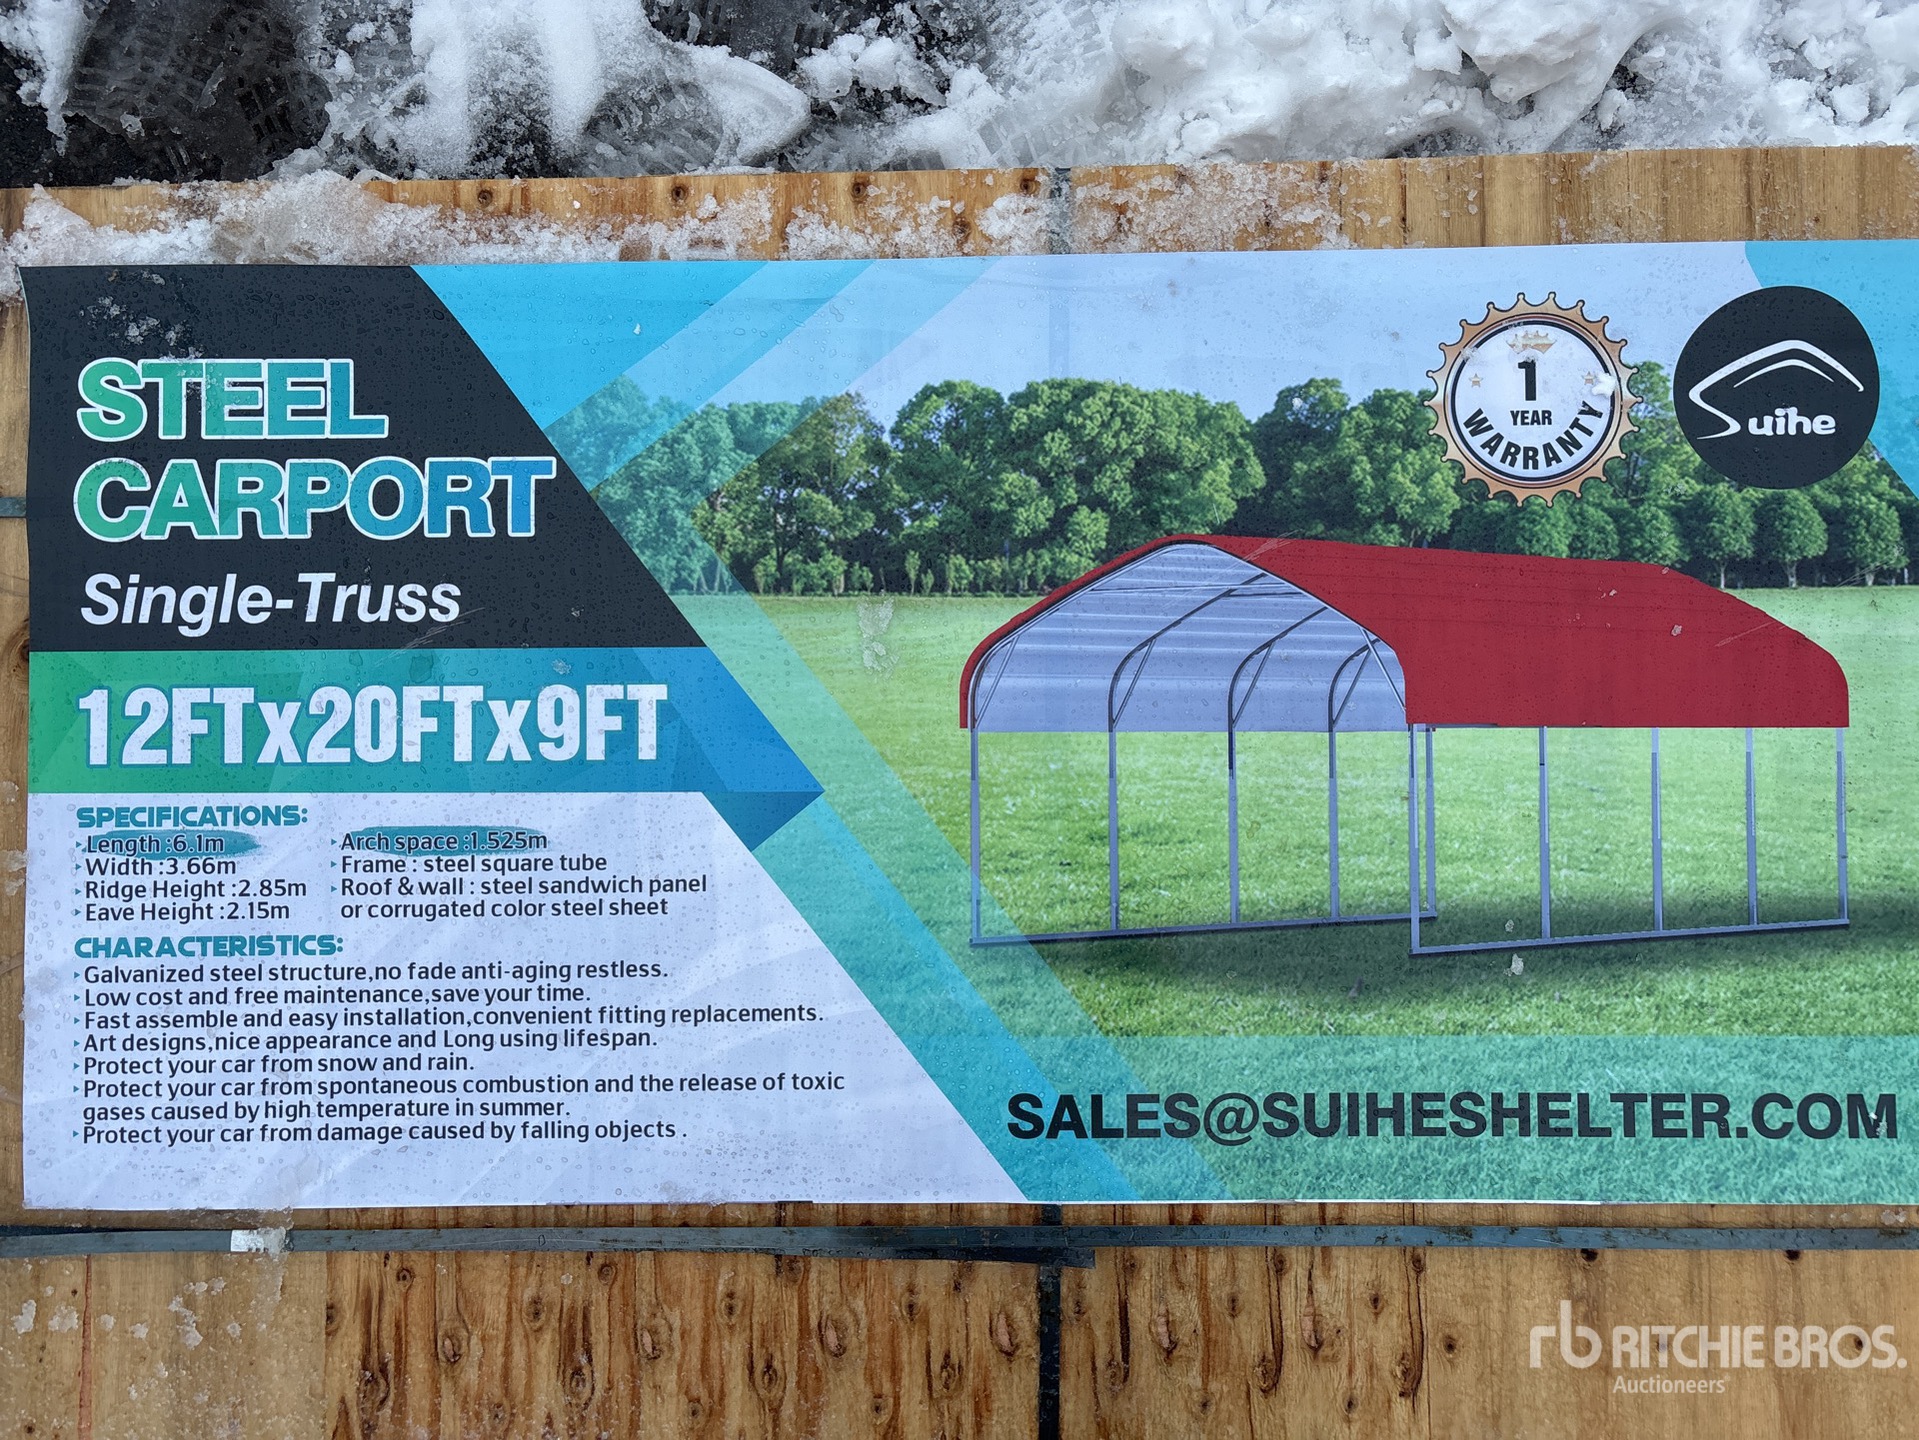 STEEL
CARPORT
Single-Truss
12FTx20FTx9FT
SPECIFICATIONS:
Length :6.1m
Width :3.66m
Ridge Height :2.85m
Eave Height :2.15m
Arch space :1.525m
Frame : steel square tube
Roof & wall : steel sandwich panel
or corrugated color steel sheet
CHARACTERISTICS:
Galvanized steel structure,no fade anti-aging restless.
Low cost and free maintenance,save your time.
Fast assemble and easy installation,convenient fitting replacements.
Art designs,nice appearance and Long using lifespan.
Protect your car from snow and rain.
Protect your car from spontaneous combustion and the release of toxic
gases caused by high temperature in summer.
Protect your car from damage caused by falling objects .
1
YEAR
WARRANTY
Suihe
SALES@SUIHESHELTER.COM
rb RITCHIE BROS.
Auctioneers